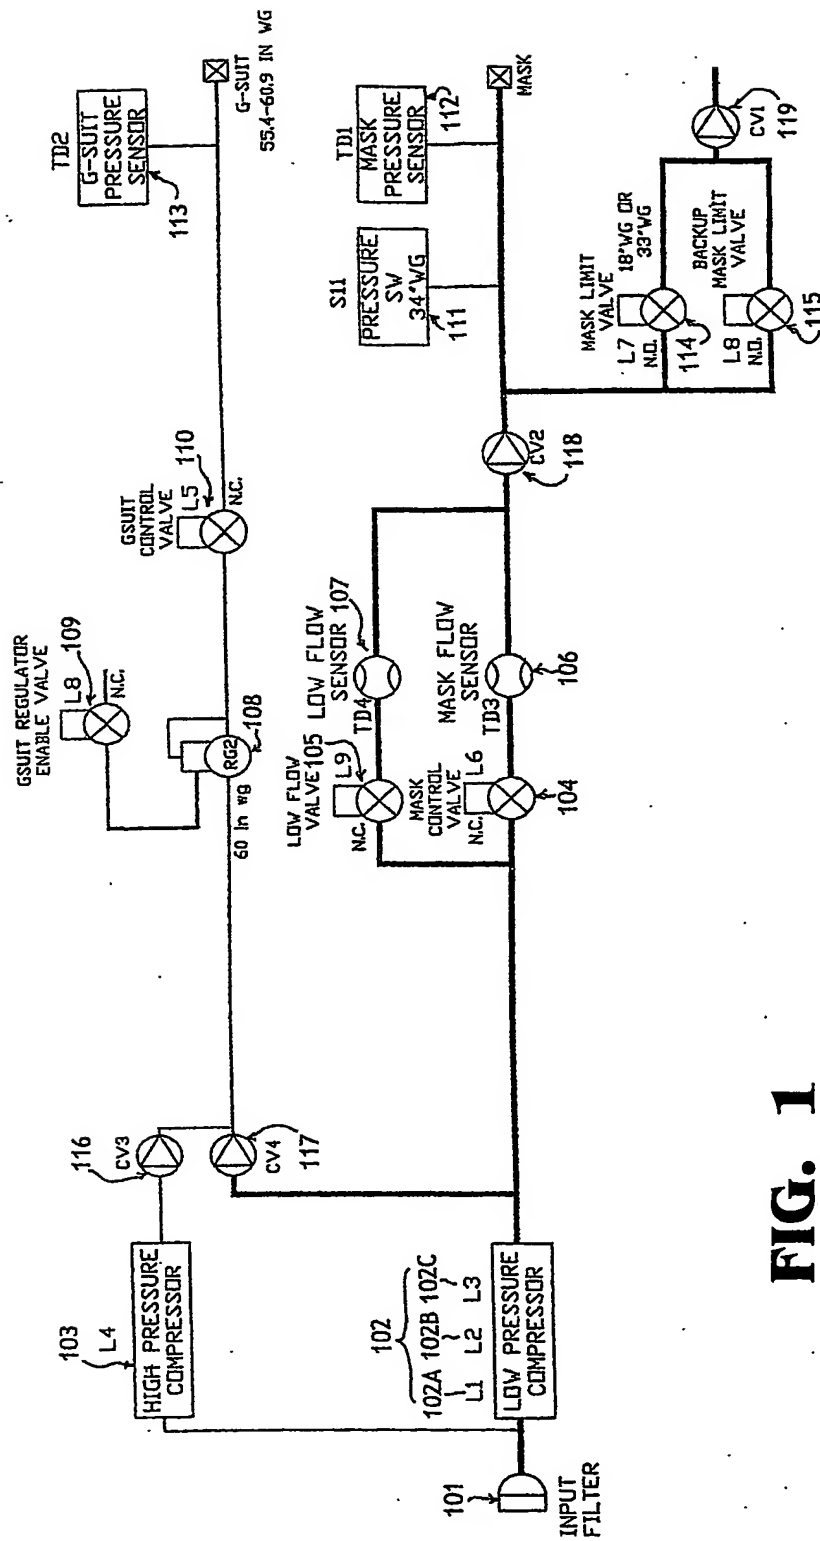 TD2
G-SUIT
PRESSURE
SENSOR
113
G-SUIT
55.4-60.9 IN WG
GSUIT
CONTROL
VALVE
L5
110
N.C.
GSUIT REGULATOR
ENABLE VALVE
L8
109
N.C.
RG2
108
60 in wg
116
CV3
CV4
117
103
L4
HIGH PRESSURE
COMPRESSOR
TD1
MASK
PRESSURE
SENSOR
112
MASK
S11
PRESSURE
SW
34"WG
111
LOW FLOW
SENSOR
107
TD4
LOW FLOW
VALVE
105
L9
N.C.
MASK FLOW
SENSOR
TD3
106
MASK
CONTROL
VALVE
L6
N.C.
104
CV2
118
MASK LIMIT
VALVE
18"WG OR
33"WG
L7
N.O.
114
BACKUP
MASK LIMIT
VALVE
L8
N.O.
115
CV1
119
102
102A 102B 102C
L1 L2 L3
LOW PRESSURE
COMPRESSOR
101
INPUT
FILTER
FIG. 1